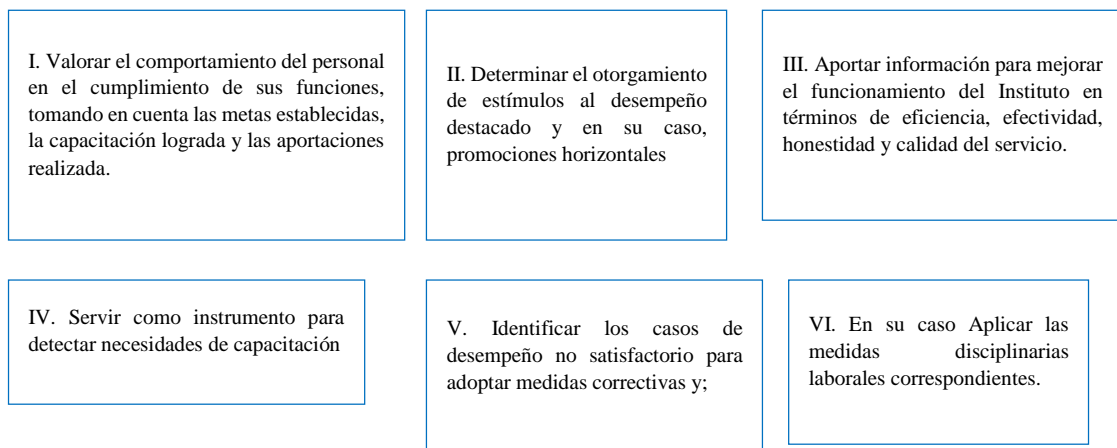 I. Valorar el comportamiento del personal
en el cumplimiento de sus funciones,
tomando en cuenta las metas establecidas,
la capacitación lograda y las aportaciones
realizada.
II. Determinar el otorgamiento
de estímulos al desempeño
destacado y en su caso,
promociones horizontales
III. Aportar información para mejorar
el funcionamiento del Instituto en
términos de eficiencia, efectividad,
honestidad y calidad del servicio.
IV. Servir como instrumento para
detectar necesidades de capacitación
V. Identificar los casos de
desempeño no satisfactorio para
adoptar medidas correctivas y;
VI. En su caso Aplicar las
medidas disciplinarias
laborales correspondientes.